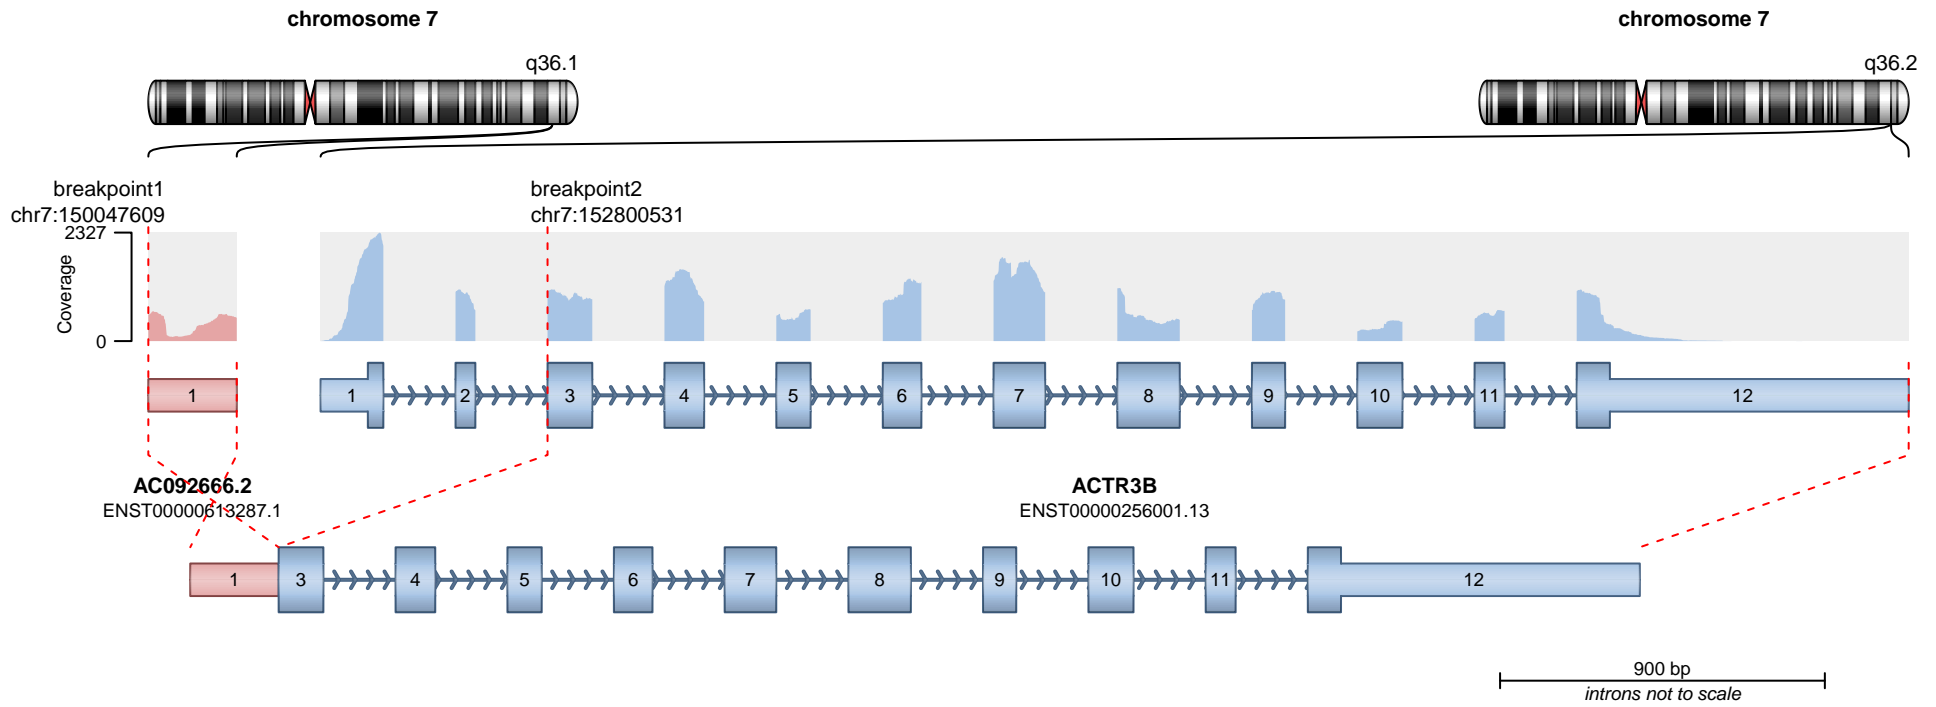 chromosome 7
chromosome 7
q36.1
q36.2
breakpoint1
chr7:150047609
breakpoint2
chr7:152800531
2327
Coverage
0
1
1 2 3 4 5 6 7 8 9 10 11 12
AC092666.2
ENST00000613287.1
ACTR3B
ENST00000256001.13
1 3 4 5 6 7 8 9 10 11 12
900 bp
introns not to scale